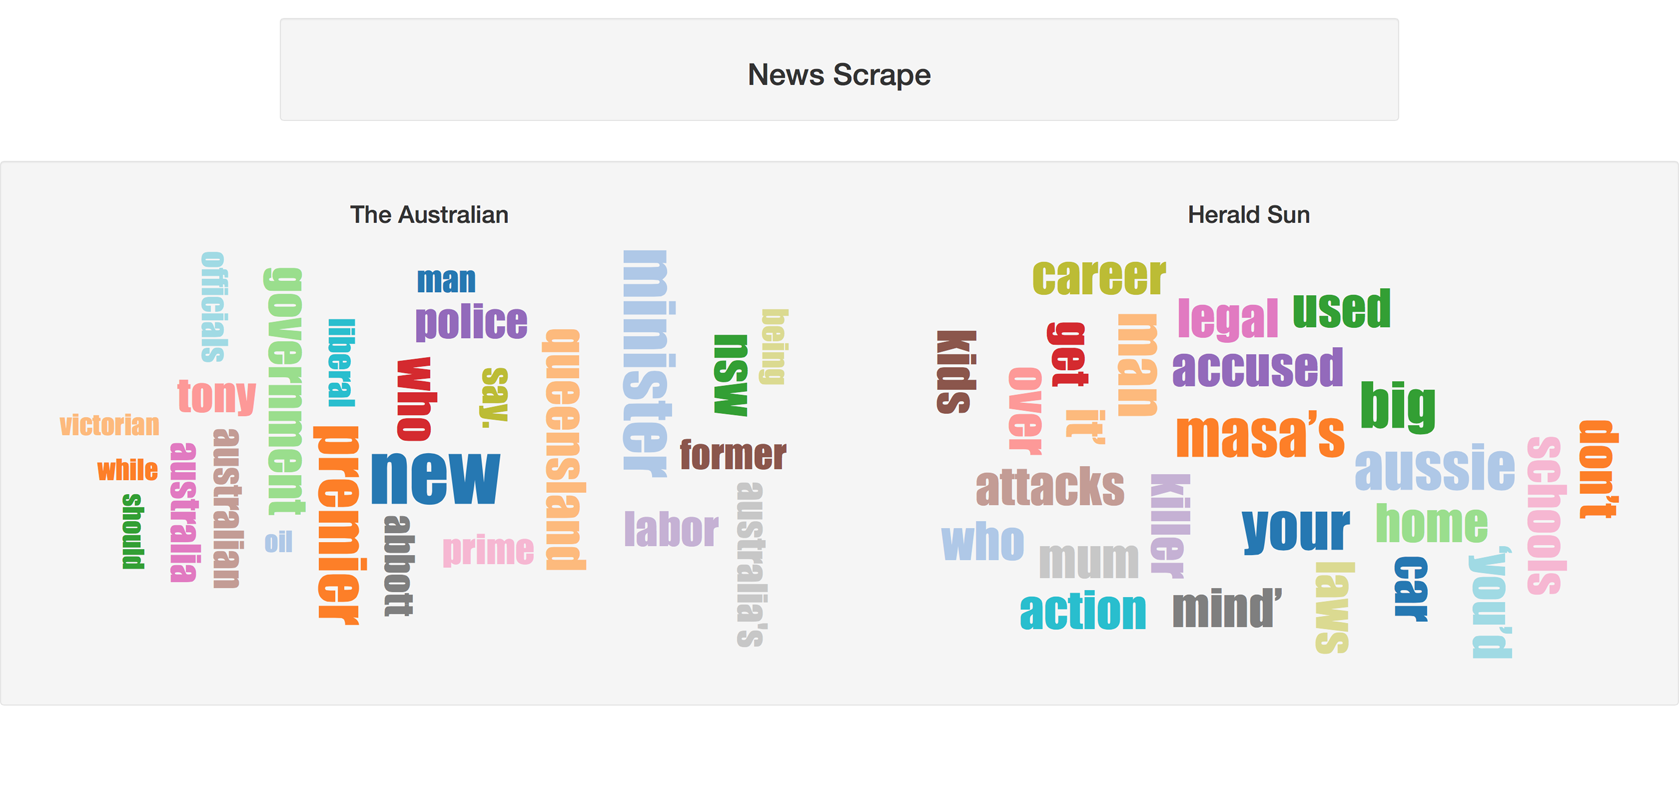 News Scrape
The Australian
officials
government
liberal
man
police
who
say.
queensland
minister
nsw
being
tony
victorian
while
should
australia
australian
oil
premier
new
abbott
prime
former
labor
australia's
Herald Sun
career
legal
used
kids
get
over
man
it'
accused
big
masa’s
aussie
schools
don’t
attacks
killer
who
mum
your
home
action
mind’
laws
car
‘you’d